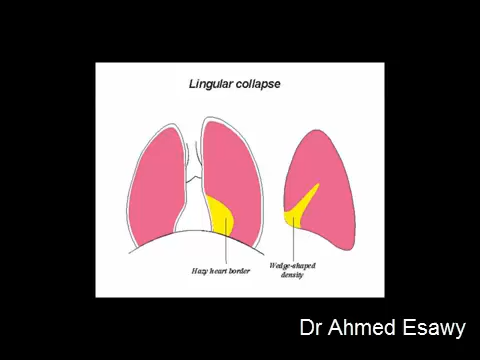 Lingular collapse
Hazy heart border
Wedge-shaped
density
Dr Ahmed Esawy